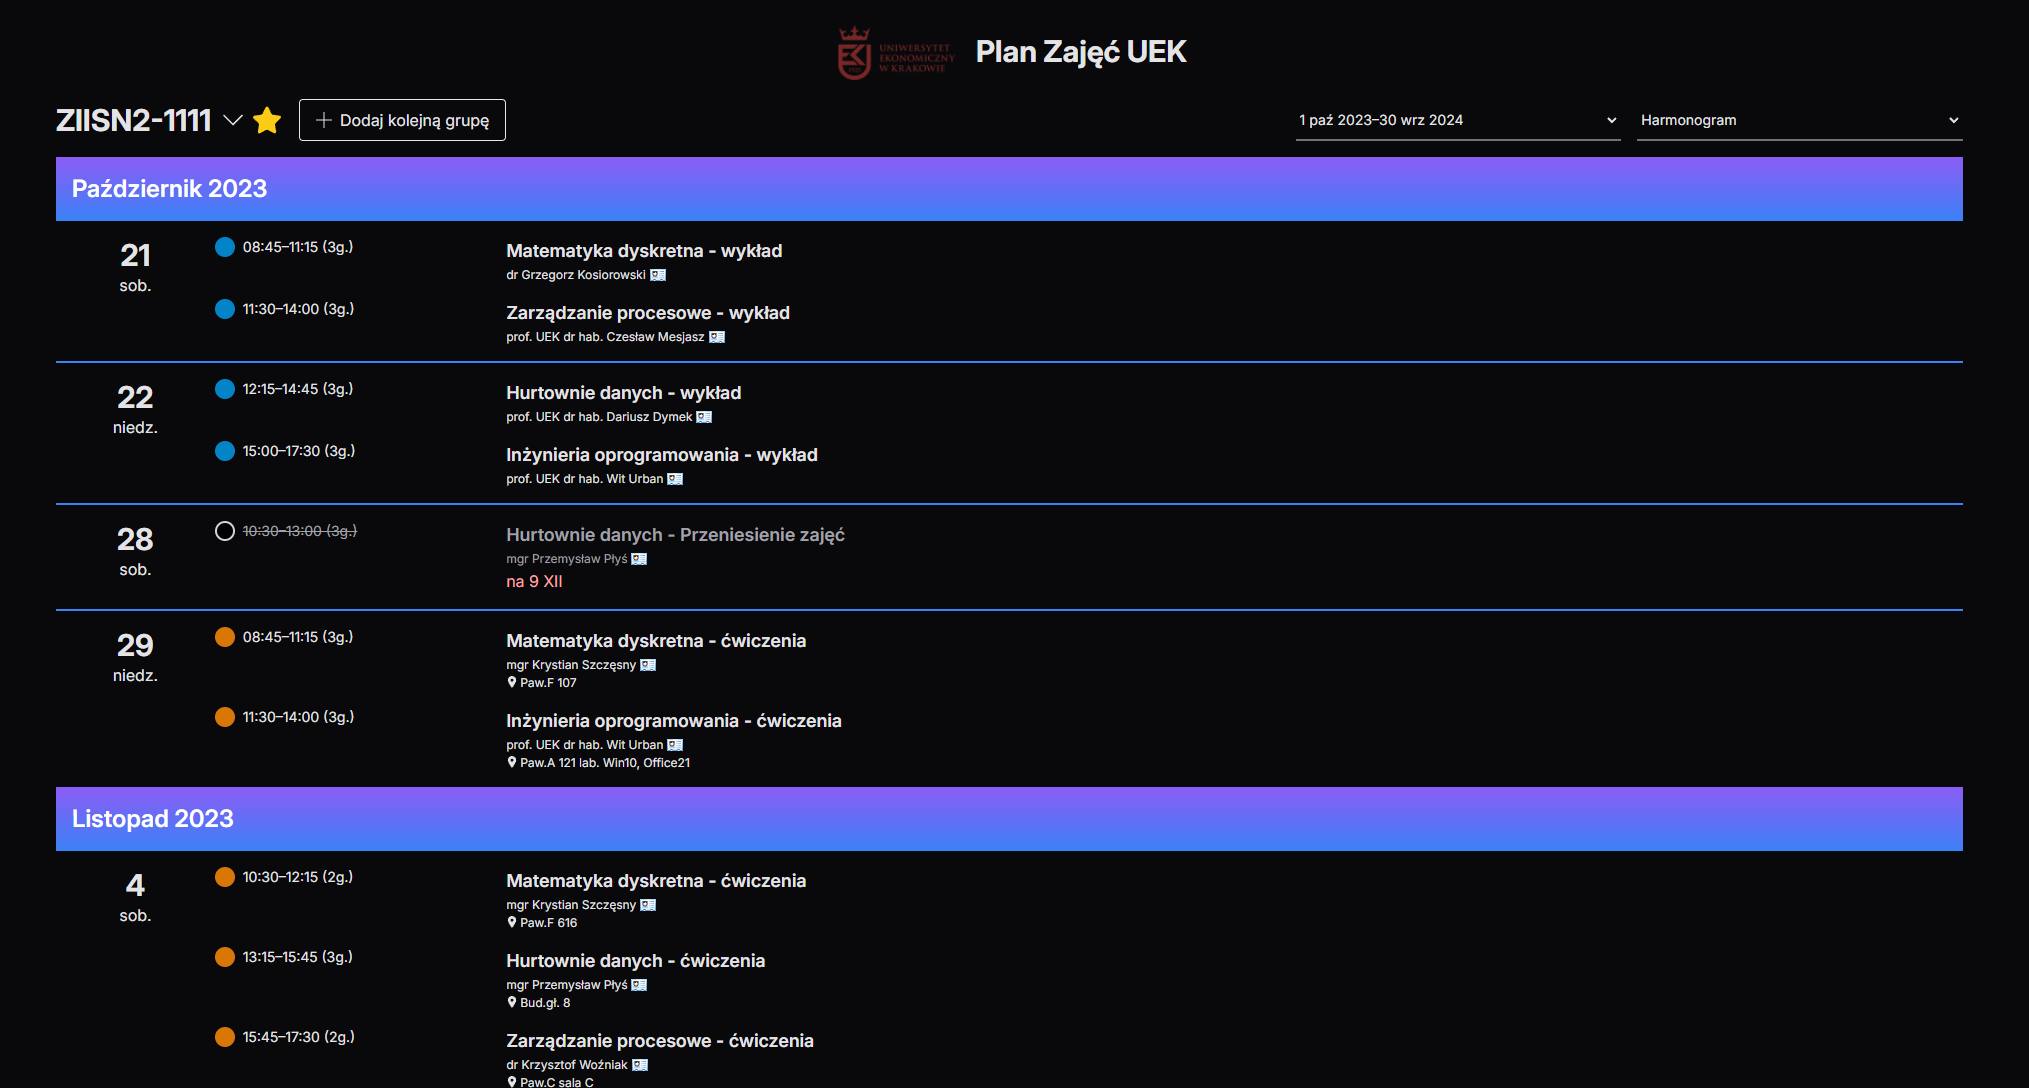 UNIWERSYTET
EKONOMICZNY
W KRAKOWIE
Plan Zajęć UEK
ZIISN2-1111
Dodaj kolejną grupę
1 paź 2023–30 wrz 2024
Harmonogram
Październik 2023
21
sob.
08:45–11:15 (3g.)
Matematyka dyskretna - wykład
dr Grzegorz Kosiorowski
11:30–14:00 (3g.)
Zarządzanie procesowe - wykład
prof. UEK dr hab. Czesław Mesjasz
22
niedz.
12:15–14:45 (3g.)
Hurtownie danych - wykład
prof. UEK dr hab. Dariusz Dymek
15:00–17:30 (3g.)
Inżynieria oprogramowania - wykład
prof. UEK dr hab. Wit Urban
28
sob.
10:30–13:00 (3g.)
Hurtownie danych - Przeniesienie zajęć
mgr Przemysław Płyś
na 9 XII
29
niedz.
08:45–11:15 (3g.)
Matematyka dyskretna - ćwiczenia
mgr Krystian Szczęsny
Paw.F 107
11:30–14:00 (3g.)
Inżynieria oprogramowania - ćwiczenia
prof. UEK dr hab. Wit Urban
Paw.A 121 lab. Win10, Office21
Listopad 2023
4
sob.
10:30–12:15 (2g.)
Matematyka dyskretna - ćwiczenia
mgr Krystian Szczęsny
Paw.F 616
13:15–15:45 (3g.)
Hurtownie danych - ćwiczenia
mgr Przemysław Płyś
Bud.gł. 8
15:45–17:30 (2g.)
Zarządzanie procesowe - ćwiczenia
dr Krzysztof Woźniak
Paw.C sala C